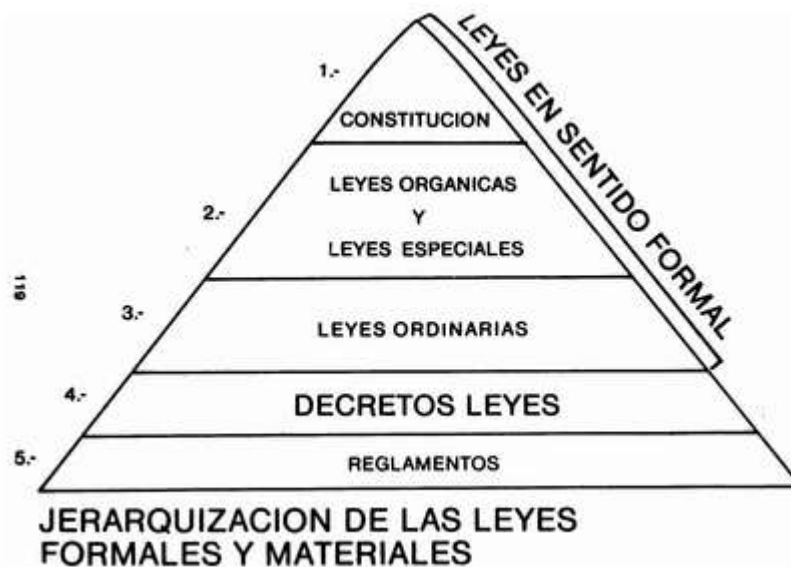 1.-
CONSTITUCION
2.-
LEYES ORGANICAS
Y
LEYES ESPECIALES
3.-
LEYES ORDINARIAS
4.-
DECRETOS LEYES
5.-
REGLAMENTOS
LEYES EN SENTIDO FORMAL
119
JERARQUIZACION DE LAS LEYES
FORMALES Y MATERIALES